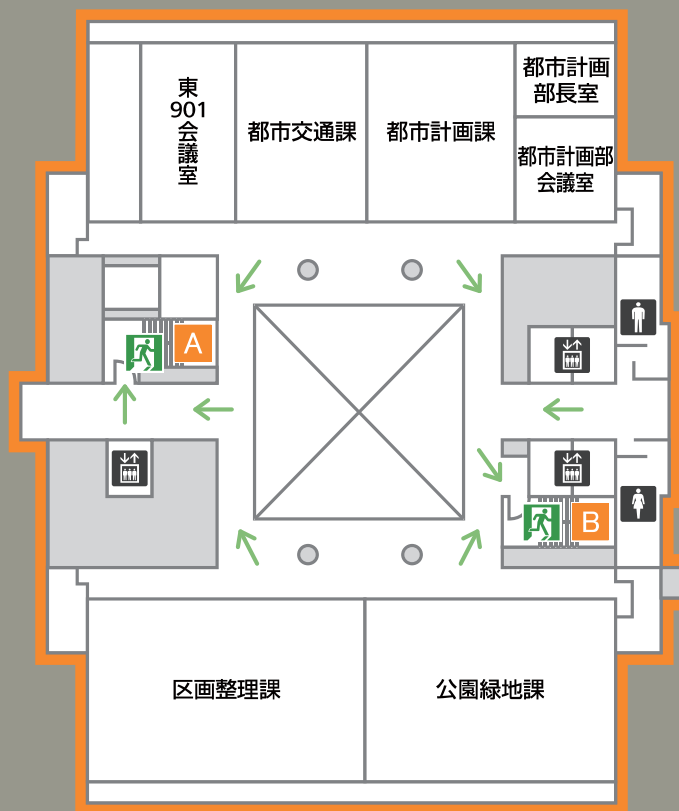 東
901
会
議
室
都市交通課
都市計画課
都市計画
部長室
都市計画部
会議室
A
B
区画整理課
公園緑地課